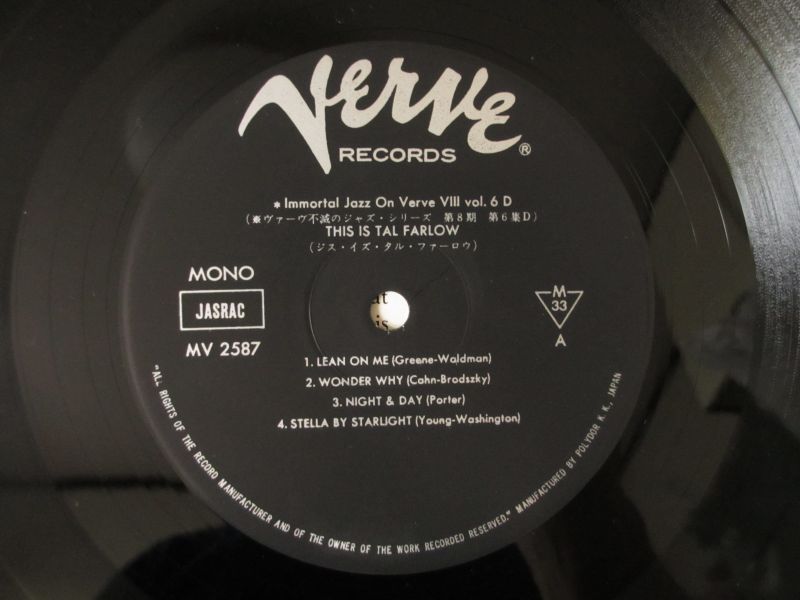 VERVE
RECORDS®
* Immortal Jazz On Verve VIII vol. 6 D
(※ヴァーヴ不滅のジャズ・シリーズ 第8期 第6集D)
THIS IS TAL FARLOW
(ジス・イズ・タル・ファーロウ)
MONO
JASRAC
MV 2587
M
33
A
at
is
1. LEAN ON ME (Greene-Waldman)
2. WONDER WHY (Cahn-Brodszky)
3. NIGHT & DAY (Porter)
4. STELLA BY STARLIGHT (Young-Washington)
"ALL RIGHTS OF THE RECORD MANUFACTURER AND OF THE OWNER OF THE WORK RECORDED RESERVED." MANUFACTURED BY POLYDOR K. K., JAPAN